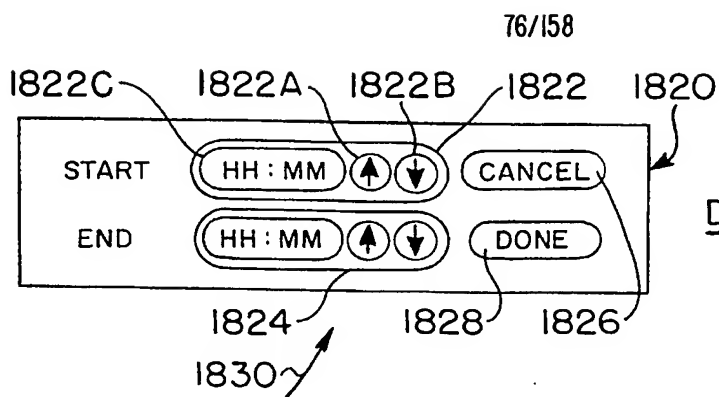 76/158
1822C 1822A 1822B 1822 1820
START HH : MM CANCEL
D
END HH : MM DONE
1824 1828 1826
1830